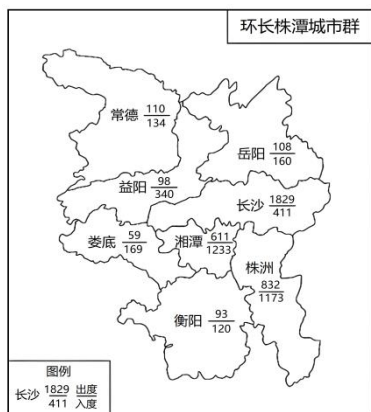 环长株潭城市群
常德 110
134
岳阳 108
160
益阳 98
340
长沙 1829
411
娄底 59
169
湘潭 611
1233
株洲
832
1173
衡阳 93
120
图例
长沙 1829 出度
411 入度